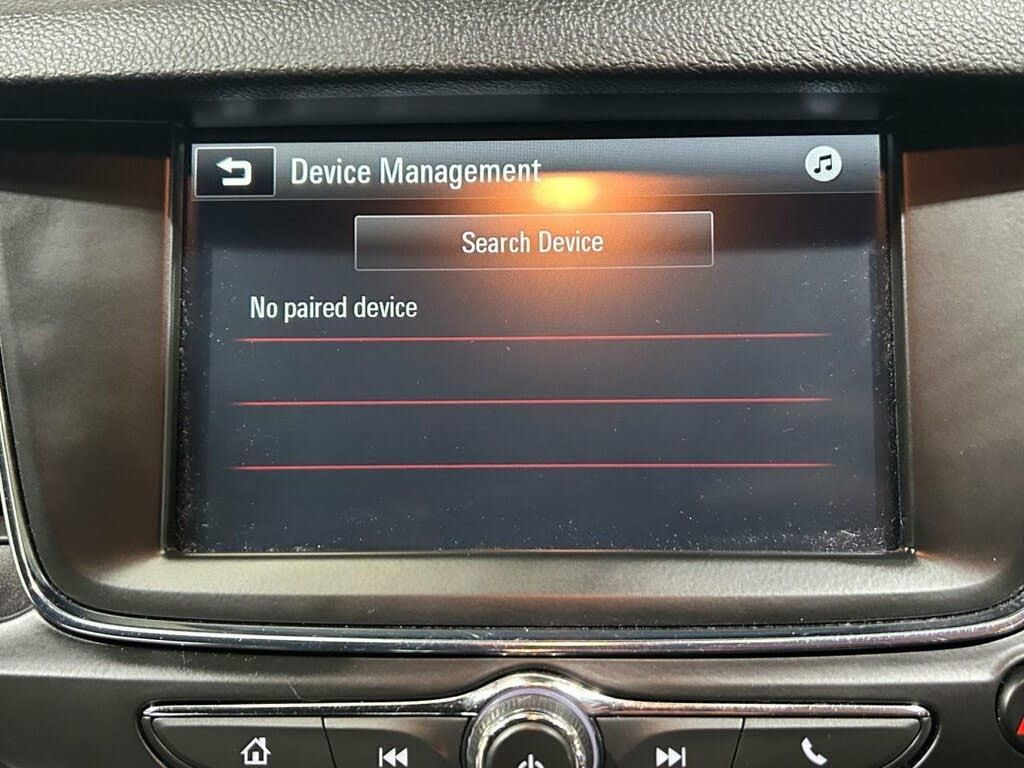 Device Management
Search Device
No paired device